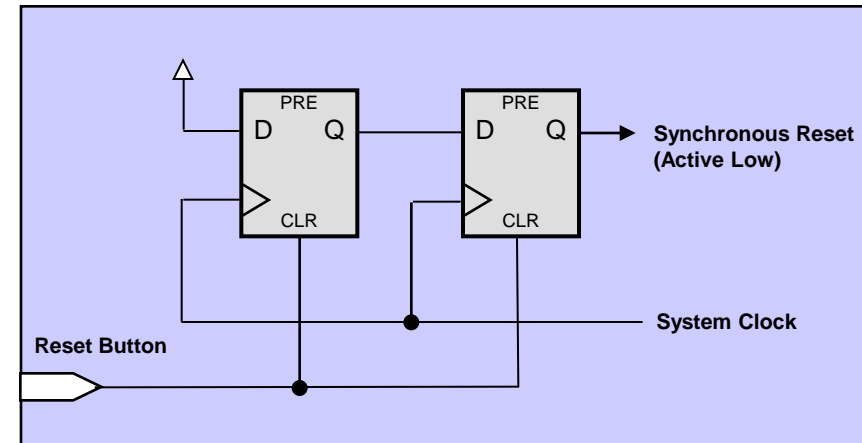 PRE
PRE
D
Q
D
Q
Synchronous Reset
(Active Low)
CLR
CLR
System Clock
Reset Button